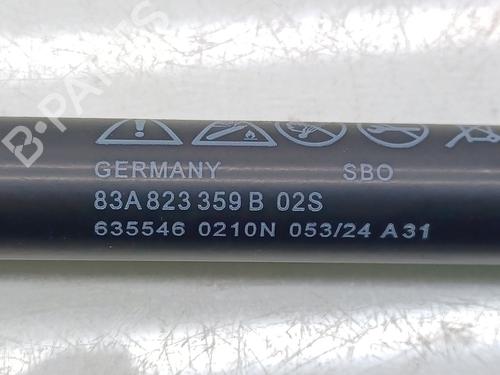 B-PARTS
GERMANY SBO
83A 823 359 B 02S
635546 0210N 053/24 A31